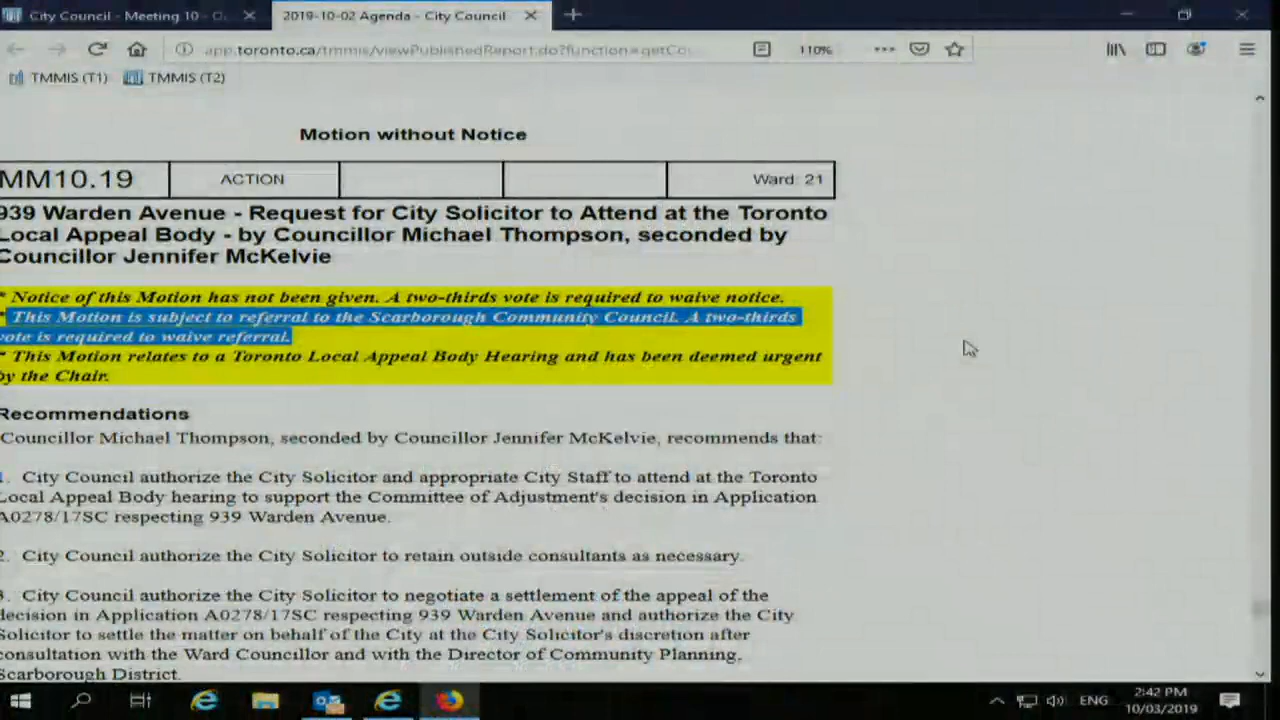 City Council - Meeting 10 - O.
2019-10-02 Agenda - City Council
app.toronto.ca/tmmis/viewPublishedReport.do?function=getCo
110%
TMMIS (T1) TMMIS (T2)
Motion without Notice
MM10.19 ACTION Ward: 21
939 Warden Avenue - Request for City Solicitor to Attend at the Toronto
Local Appeal Body - by Councillor Michael Thompson, seconded by
Councillor Jennifer McKelvie
* Notice of this Motion has not been given. A two-thirds vote is required to waive notice.
* This Motion is subject to referral to the Scarborough Community Council. A two-thirds
vote is required to waive referral.
* This Motion relates to a Toronto Local Appeal Body Hearing and has been deemed urgent
by the Chair.
Recommendations
Councillor Michael Thompson, seconded by Councillor Jennifer McKelvie, recommends that:
1. City Council authorize the City Solicitor and appropriate City Staff to attend at the Toronto
Local Appeal Body hearing to support the Committee of Adjustment's decision in Application
A0278/17SC respecting 939 Warden Avenue.
2. City Council authorize the City Solicitor to retain outside consultants as necessary.
3. City Council authorize the City Solicitor to negotiate a settlement of the appeal of the
decision in Application A0278/17SC respecting 939 Warden Avenue and authorize the City
Solicitor to settle the matter on behalf of the City at the City Solicitor's discretion after
consultation with the Ward Councillor and with the Director of Community Planning,
Scarborough District.
ENG
2:42 PM
10/03/2019